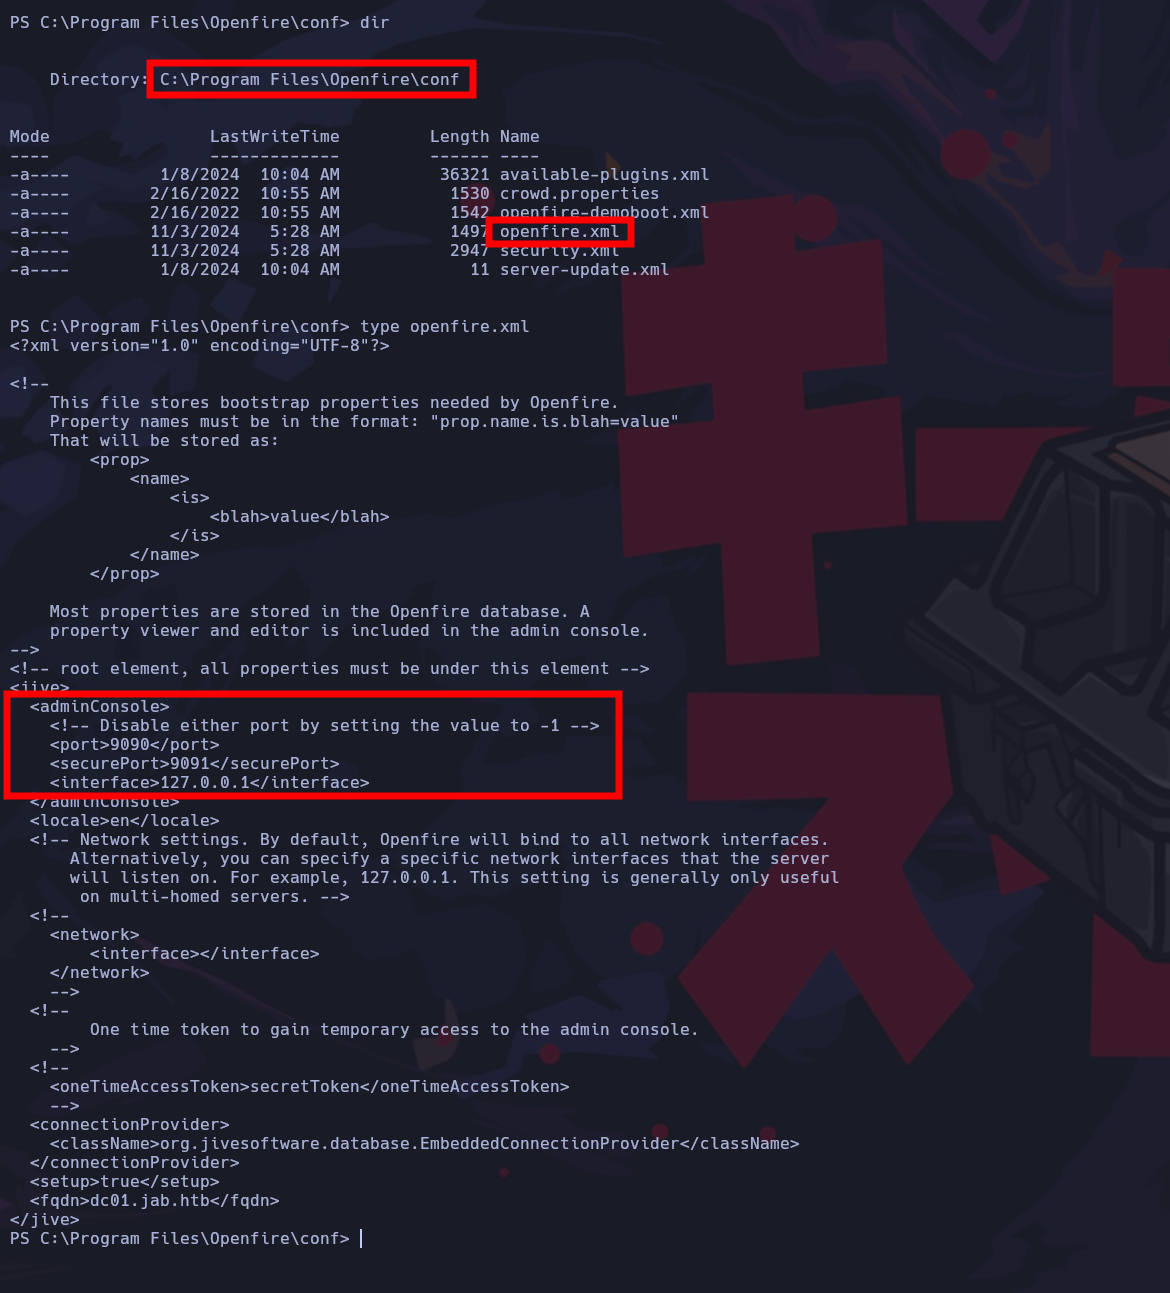 PS C:\Program Files\Openfire\conf> dir
    Directory: C:\Program Files\Openfire\conf
Mode                LastWriteTime         Length Name
----                -------------         ------ ----
-a----         1/8/2024  10:04 AM          36321 available-plugins.xml
-a----        2/16/2022  10:55 AM           1530 crowd.properties
-a----        2/16/2022  10:55 AM           1542 openfire-demoboot.xml
-a----        11/3/2024   5:28 AM           1497 openfire.xml
-a----        11/3/2024   5:28 AM           2947 security.xml
-a----         1/8/2024  10:04 AM             11 server-update.xml
PS C:\Program Files\Openfire\conf> type openfire.xml
<?xml version="1.0" encoding="UTF-8"?>
<!--
    This file stores bootstrap properties needed by Openfire.
    Property names must be in the format: "prop.name.is.blah=value"
    That will be stored as:
        <prop>
            <name>
                <is>
                    <blah>value</blah>
                </is>
            </name>
        </prop>
    Most properties are stored in the Openfire database. A
    property viewer and editor is included in the admin console.
-->
<!-- root element, all properties must be under this element -->
<jive>
  <adminConsole>
    <!-- Disable either port by setting the value to -1 -->
    <port>9090</port>
    <securePort>9091</securePort>
    <interface>127.0.0.1</interface>
  </adminConsole>
  <locale>en</locale>
  <!-- Network settings. By default, Openfire will bind to all network interfaces.
      Alternatively, you can specify a specific network interfaces that the server
      will listen on. For example, 127.0.0.1. This setting is generally only useful
       on multi-homed servers. -->
  <!--
    <network>
        <interface></interface>
    </network>
    -->
  <!--
        One time token to gain temporary access to the admin console.
    -->
  <!--
    <oneTimeAccessToken>secretToken</oneTimeAccessToken>
    -->
  <connectionProvider>
    <className>org.jivesoftware.database.EmbeddedConnectionProvider</className>
  </connectionProvider>
  <setup>true</setup>
  <fqdn>dc01.jab.htb</fqdn>
</jive>
PS C:\Program Files\Openfire\conf>